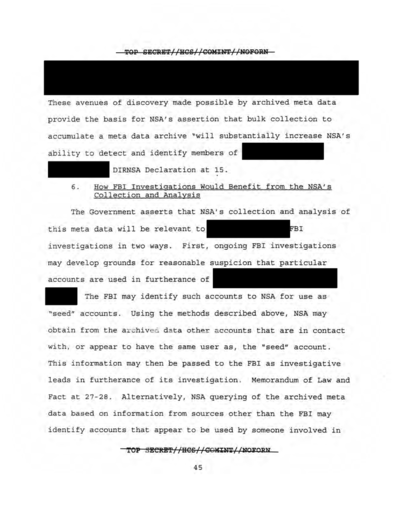 TOP SECRET//HCS//COMINT//NOFORN
These avenues of discovery made possible by archived meta data
provide the basis for NSA's assertion that bulk collection to
accumulate a meta data archive "will substantially increase NSA's
ability to detect and identify members of
DIRNSA Declaration at 15.
6. How FBI Investigations Would Benefit from the NSA's
Collection and Analysis
The Government asserts that NSA's collection and analysis of
this meta data will be relevant to FBI
investigations in two ways. First, ongoing FBI investigations
may develop grounds for reasonable suspicion that particular
accounts are used in furtherance of
The FBI may identify such accounts to NSA for use as
"seed" accounts. Using the methods described above, NSA may
obtain from the archived data other accounts that are in contact
with, or appear to have the same user as, the "seed" account.
This information may then be passed to the FBI as investigative
leads in furtherance of its investigation. Memorandum of Law and
Fact at 27-28. Alternatively, NSA querying of the archived meta
data based on information from sources other than the FBI may
identify accounts that appear to be used by someone involved in
TOP SECRET//HCS//COMINT//NOFORN
45